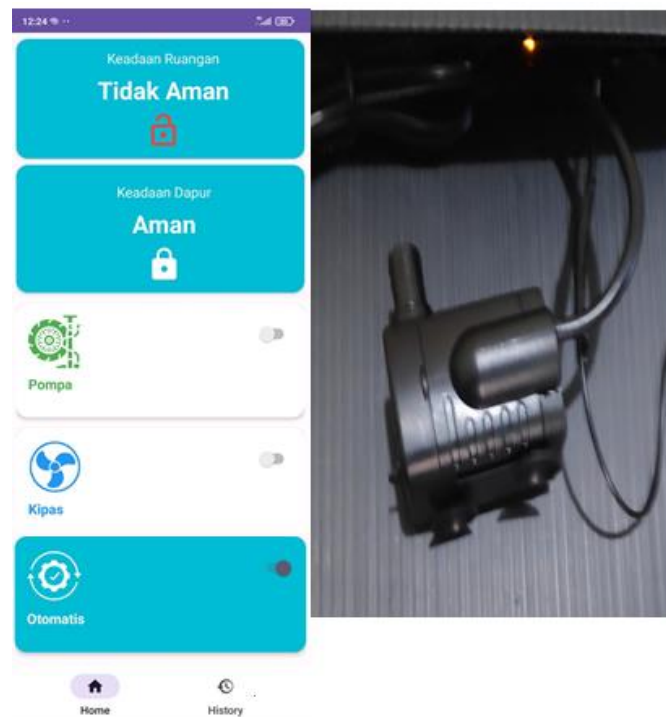 12:24
Keadaan Ruangan
Tidak Aman
Keadaan Dapur
Aman
Pompa
Kipas
Otomatis
Home
History